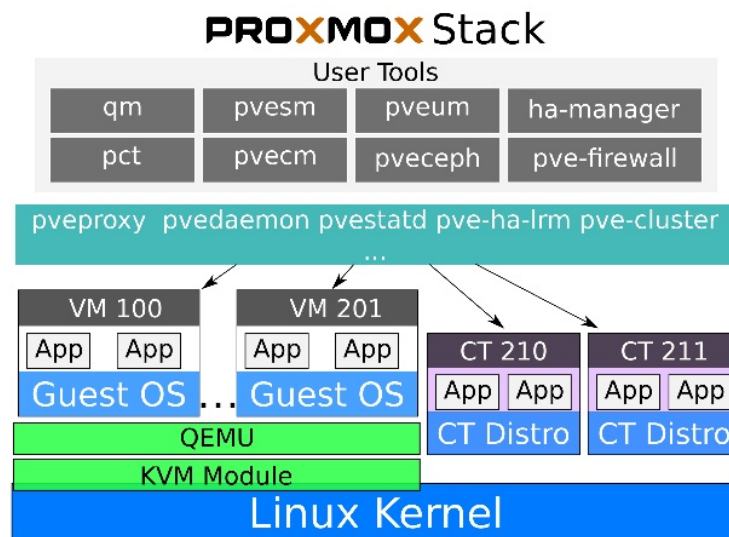 PROXMOX Stack
User Tools
qm pvesm pveum ha-manager
pct pvecm pveceph pve-firewall
pveproxy pvedaemon pvestatd pve-ha-lrm pve-cluster
...
VM 100 VM 201
CT 210 CT 211
App App App App
App App App App
Guest OS ... Guest OS
CT Distro CT Distro
QEMU
KVM Module
Linux Kernel